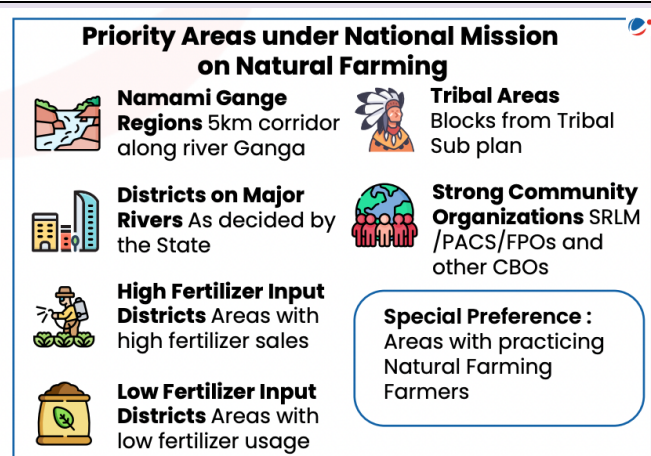 Priority Areas under National Mission
on Natural Farming
Namami Gange
Regions 5km corridor
along river Ganga
Districts on Major
Rivers As decided by
the State
High Fertilizer Input
Districts Areas with
high fertilizer sales
Low Fertilizer Input
Districts Areas with
low fertilizer usage
Tribal Areas
Blocks from Tribal
Sub plan
Strong Community
Organizations SRLM
/PACS/FPOs and
other CBOs
Special Preference :
Areas with practicing
Natural Farming
Farmers